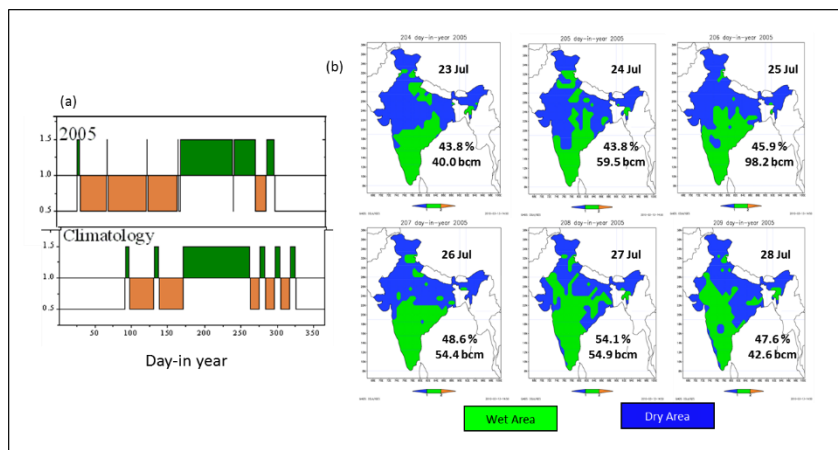 (a)
2005
1.5
1.0
0.5
Climatology
1.5
1.0
0.5
50 100 150 200 250 300 350
Day-in year
(b)
204 day-in-year 2005
23 Jul
43.8 %
40.0 bcm
205 day-in-year 2005
24 Jul
43.8 %
59.5 bcm
206 day-in-year 2005
25 Jul
45.9 %
98.2 bcm
207 day-in-year 2005
26 Jul
48.6 %
54.4 bcm
208 day-in-year 2005
27 Jul
54.1 %
54.9 bcm
209 day-in-year 2005
28 Jul
47.6 %
42.6 bcm
Wet Area
Dry Area